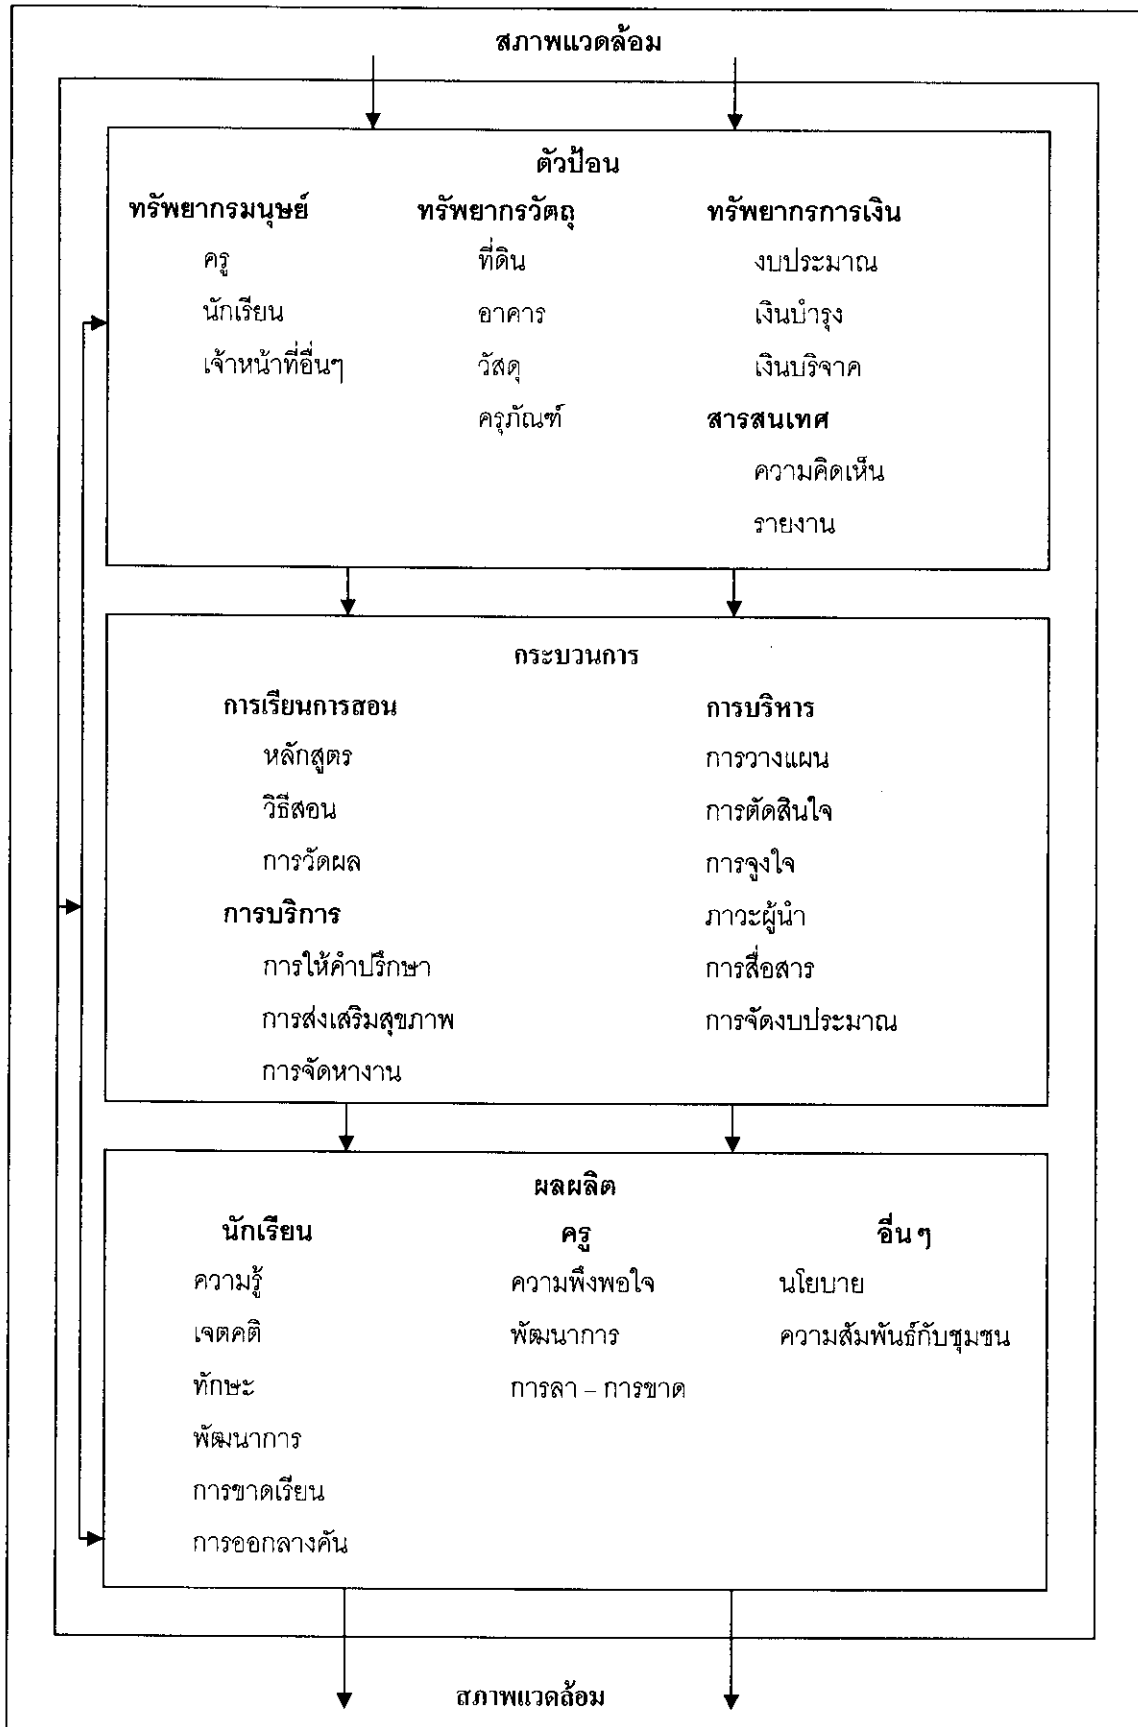 สภาพแวดล้อม
ตัวป้อน
ทรัพยากรมนุษย์ ทรัพยากรวัตถุ ทรัพยากรการเงิน
ครู ที่ดิน งบประมาณ
นักเรียน อาคาร เงินบำรุง
เจ้าหน้าที่อื่นๆ วัสดุ เงินบริจาค
ครุภัณฑ์ สารสนเทศ
ความคิดเห็น
รายงาน
กระบวนการ
การเรียนการสอน การบริหาร
หลักสูตร การวางแผน
วิธีสอน การตัดสินใจ
การวัดผล การจูงใจ
การบริการ ภาวะผู้นำ
การให้คำปรึกษา การสื่อสาร
การส่งเสริมสุขภาพ การจัดงบประมาณ
การจัดหางาน
ผลผลิต
นักเรียน ครู อื่นๆ
ความรู้ ความพึงพอใจ นโยบาย
เจตคติ พัฒนาการ ความสัมพันธ์กับชุมชน
ทักษะ การลา – การขาด
พัฒนาการ
การขาดเรียน
การออกลางคัน
สภาพแวดล้อม